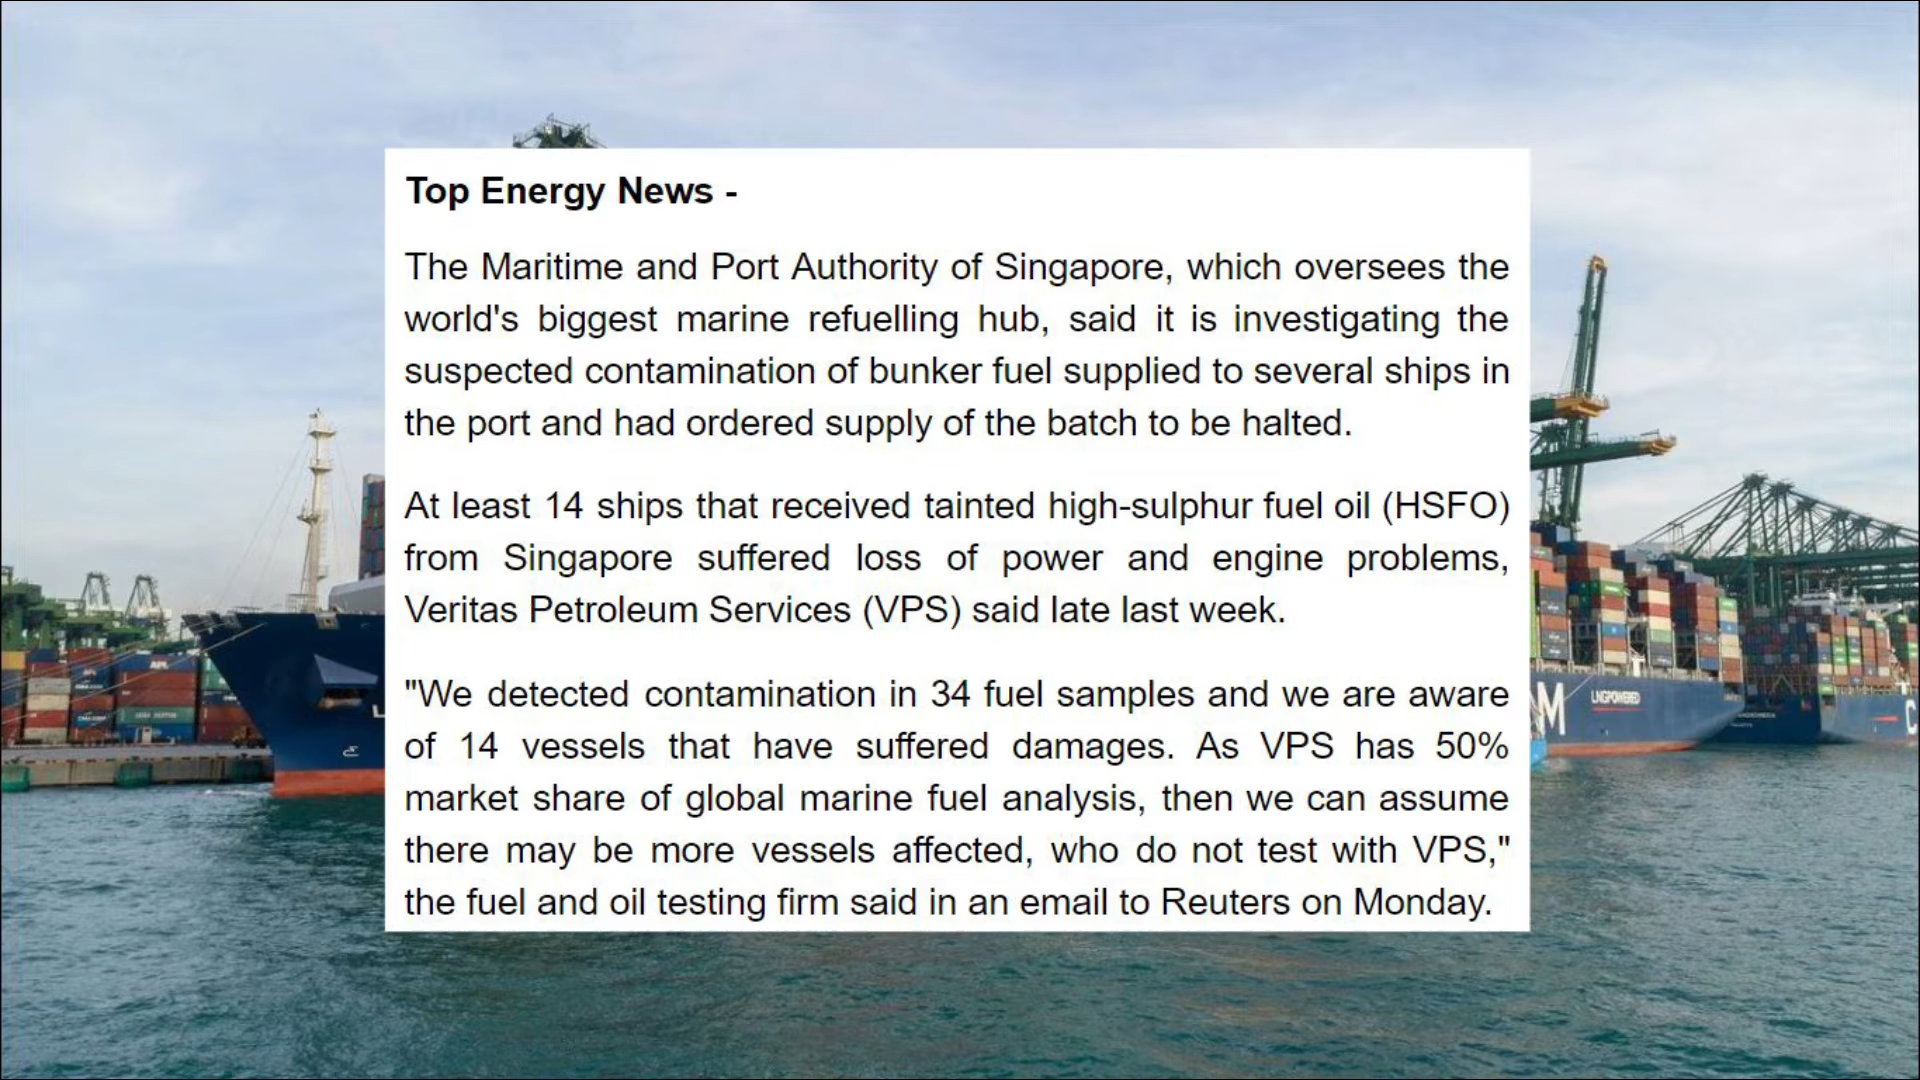 Top Energy News -
The Maritime and Port Authority of Singapore, which oversees the
world's biggest marine refuelling hub, said it is investigating the
suspected contamination of bunker fuel supplied to several ships in
the port and had ordered supply of the batch to be halted.
At least 14 ships that received tainted high-sulphur fuel oil (HSFO)
from Singapore suffered loss of power and engine problems,
Veritas Petroleum Services (VPS) said late last week.
"We detected contamination in 34 fuel samples and we are aware
of 14 vessels that have suffered damages. As VPS has 50%
market share of global marine fuel analysis, then we can assume
there may be more vessels affected, who do not test with VPS,"
the fuel and oil testing firm said in an email to Reuters on Monday.
APL
M
LNGPOWERED
C